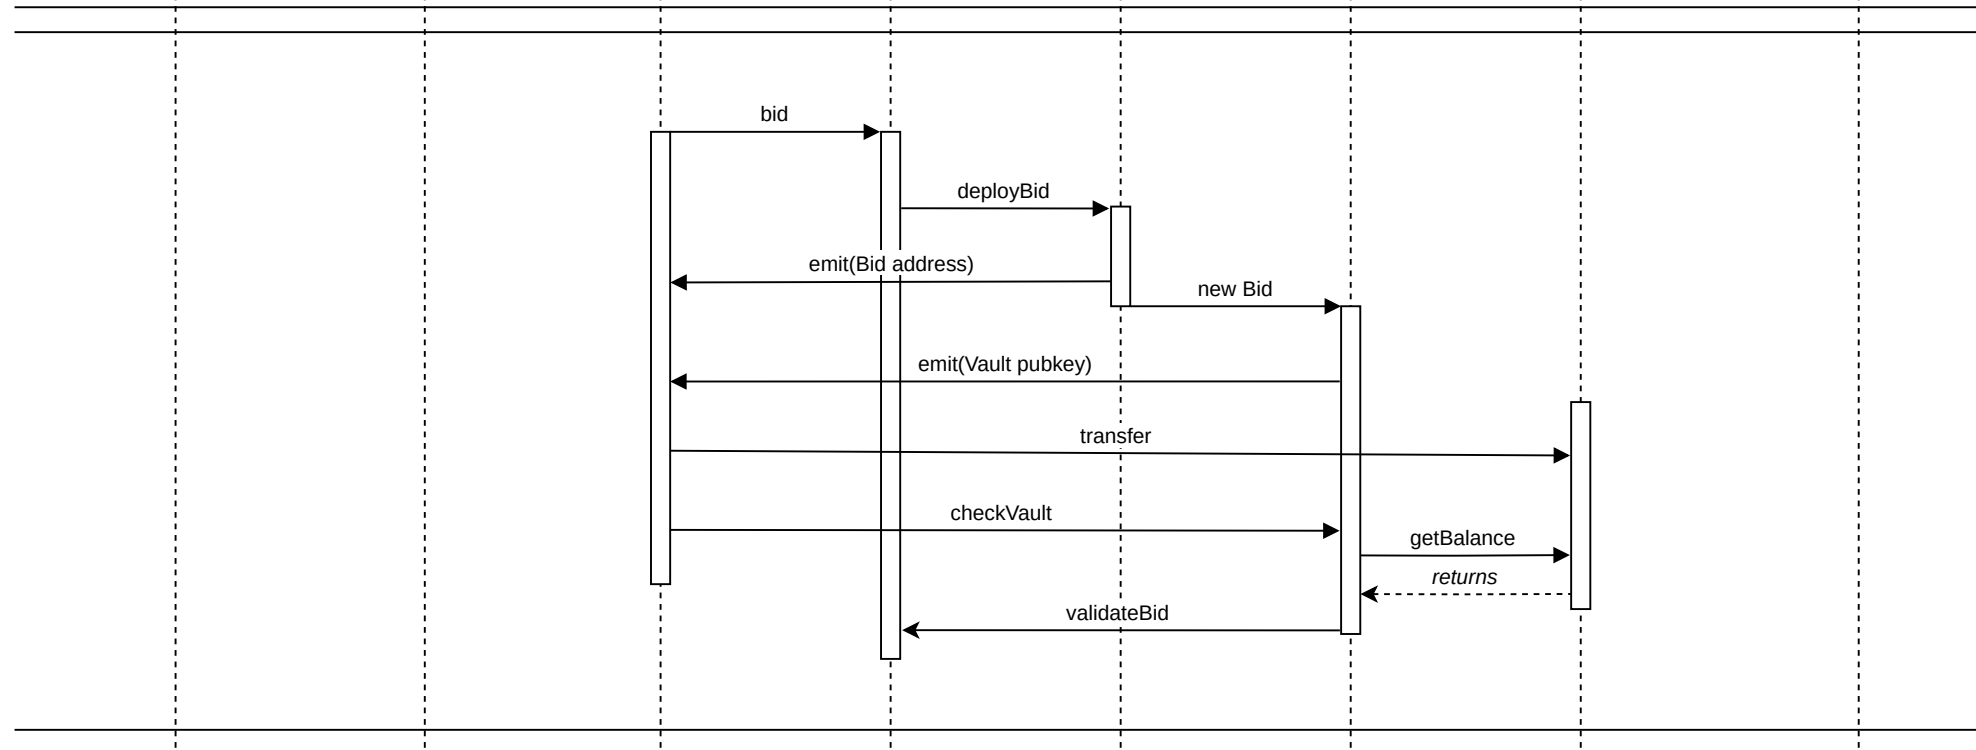 bid
deployBid
emit(Bid address)
new Bid
emit(Vault pubkey)
transfer
checkVault
getBalance
returns
validateBid